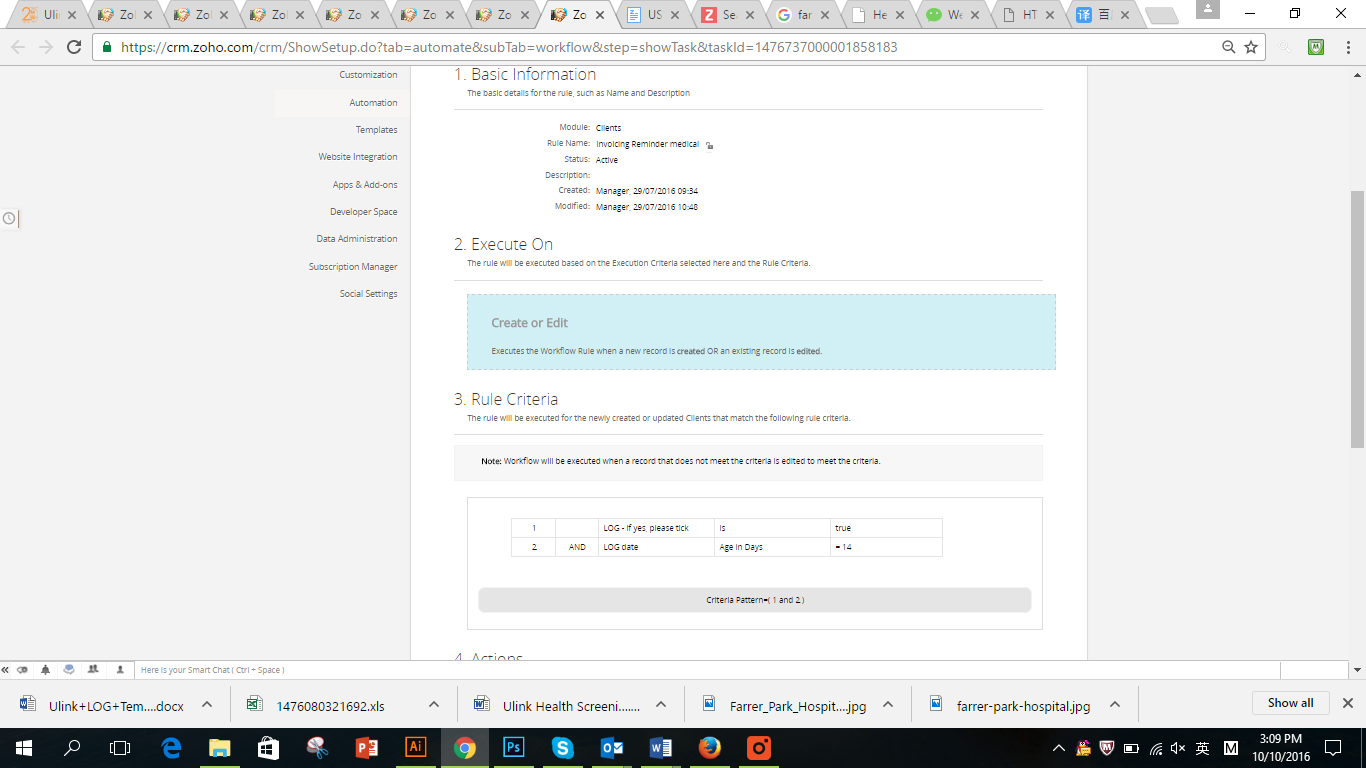 Ulin
Zol
Zol
Zol
Zo
Zo
Zo
Zo
US
Se
far
He
We
HT
译 百度
https://crm.zoho.com/crm/ShowSetup.do?tab=automate&subTab=workflow&step=showTask&taskId=1476737000001858183
Customization
Automation
Templates
Website Integration
Apps & Add-ons
Developer Space
Data Administration
Subscription Manager
Social Settings
1. Basic Information
The basic details for the rule, such as Name and Description
Module: Clients
Rule Name: Invoicing Reminder medical
Status: Active
Description:
Created: Manager, 29/07/2016 09:34
Modified: Manager, 29/07/2016 10:48
2. Execute On
The rule will be executed based on the Execution Criteria selected here and the Rule Criteria.
Create or Edit
Executes the Workflow Rule when a new record is created OR an existing record is edited.
3. Rule Criteria
The rule will be executed for the newly created or updated Clients that match the following rule criteria.
Note: Workflow will be executed when a record that does not meet the criteria is edited to meet the criteria.
1 LOG - If yes, please tick is true
2 AND LOG date Age in Days = 14
Criteria Pattern=( 1 and 2 )
4. Actions
Here is your Smart Chat ( Ctrl + Space )
Ulink+LOG+Tem....docx
1476080321692.xls
Ulink Health Screeni.......
Farrer_Park_Hospit....jpg
farrer-park-hospital.jpg
Show all
英 M
3:09 PM
10/10/2016